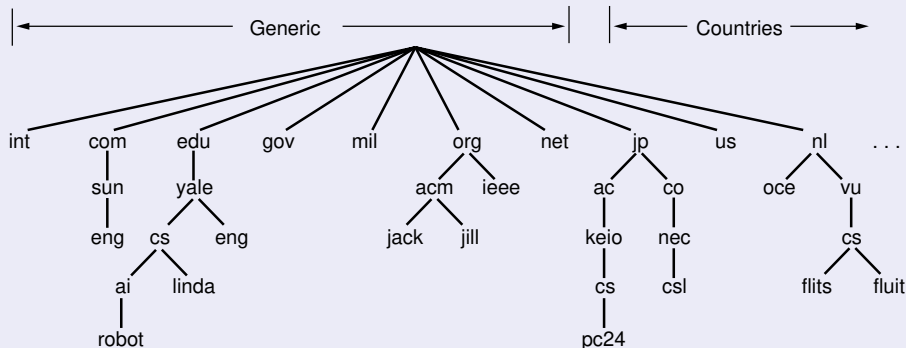 Generic Countries
int com edu gov mil org net jp us nl . . .
sun yale acm ieee ac co oce vu
eng cs eng jack jill keio nec cs
ai linda cs csl flits fluit
robot pc24